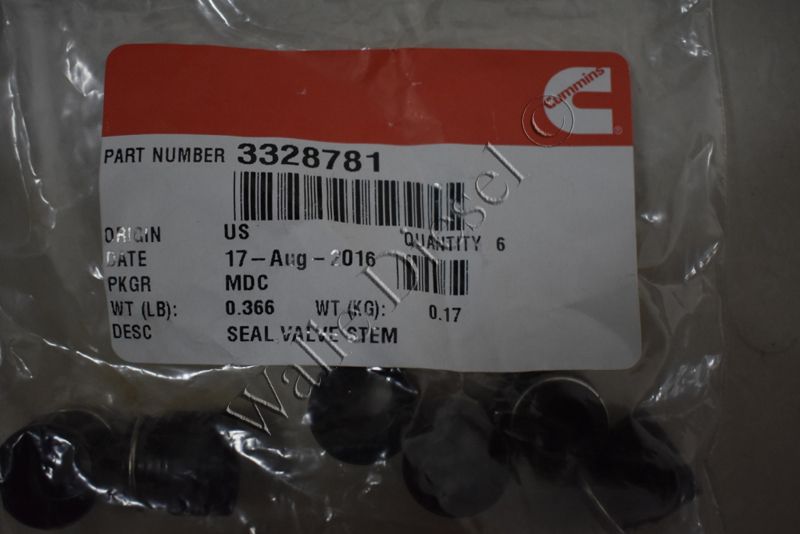 Cummins
®
PART NUMBER 3328781
ORIGIN US QUANTITY 6
DATE 17-Aug-2016
PKGR MDC
WT (LB): 0.366 WT (KG): 0.17
DESC SEAL VALVE STEM
Walle Diesel ©